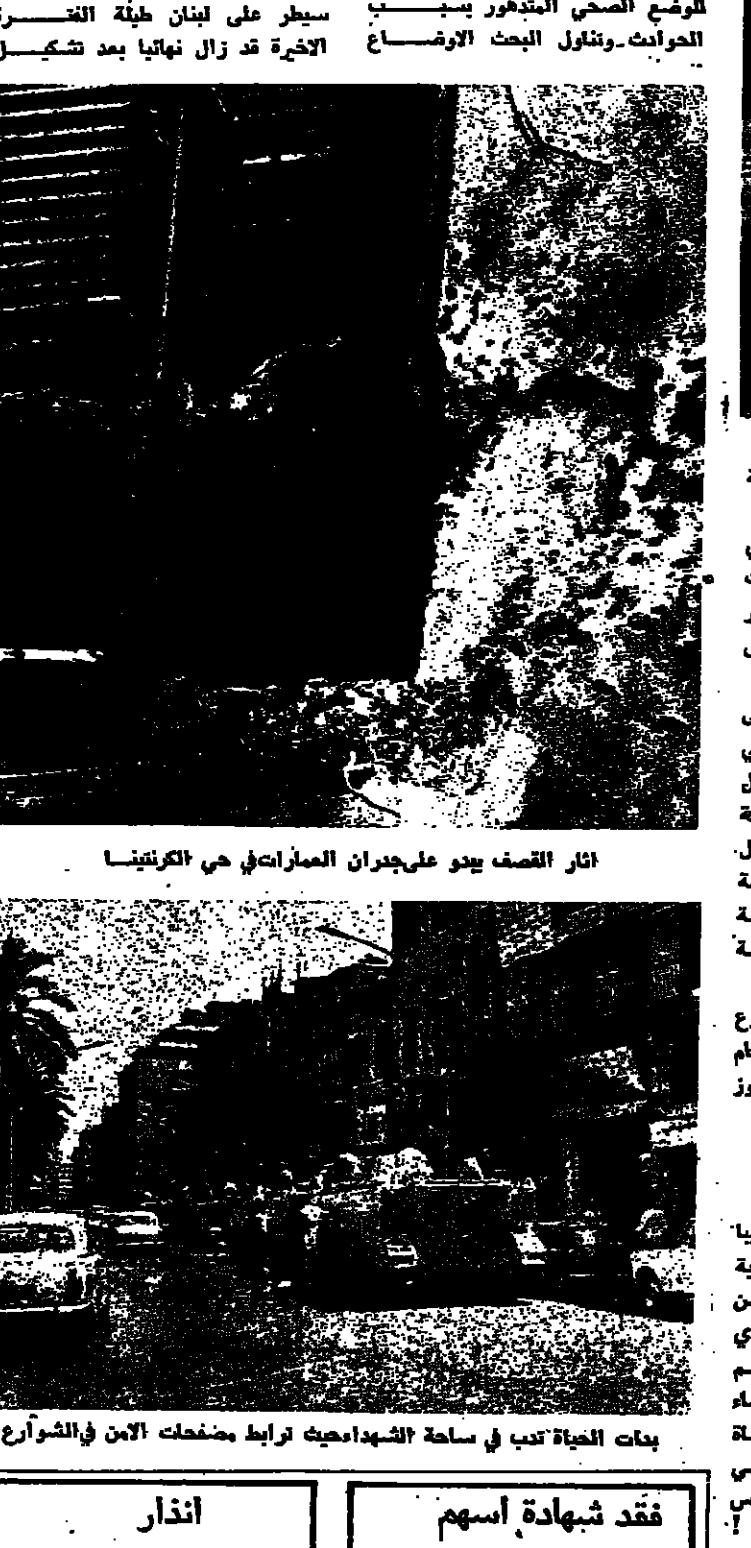 للوضع الصحي المتدهور بسبب
الحوادث وتناول البحث الاوضاع
سيطر على لبنان طيلة الفترة
الاخيرة قد زال نهائيا بعد تشكيل
اثار القصف يبدو على جدران العمارات في حي الكرنتينا
بدات الحياة تدب في ساحة الشهداء حيث ترابط مصفحات الامن في الشوارع
فقد شهادة أسهم
انذار